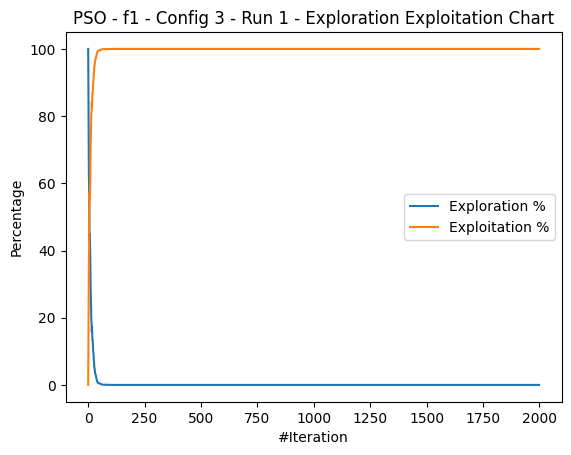 PSO - f1 - Config 3 - Run 1 - Exploration Exploitation Chart
100
80
60
40
20
0
Percentage
Exploration %
Exploitation %
0 250 500 750 1000 1250 1500 1750 2000
#Iteration